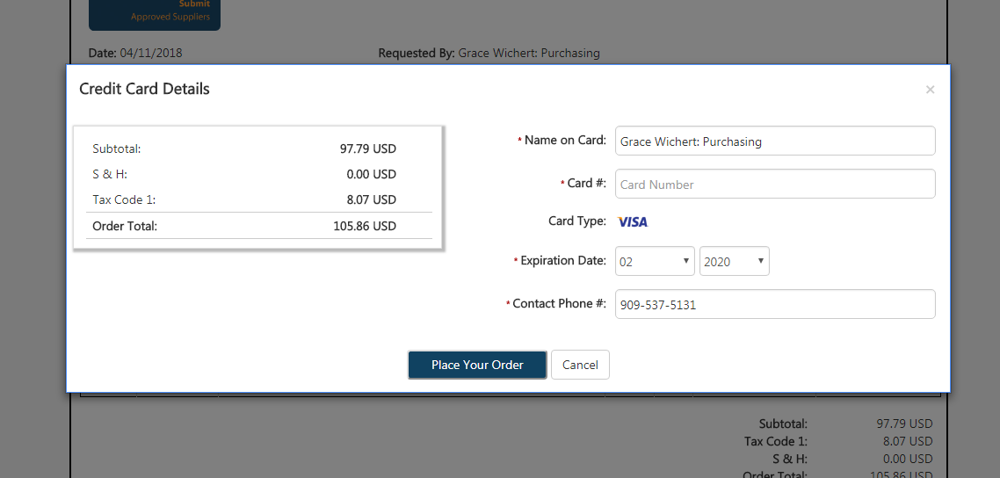 Submit
Approved Suppliers
Date: 04/11/2018 Requested By: Grace Wichert: Purchasing
Credit Card Details ×
Subtotal: 97.79 USD
S & H: 0.00 USD
Tax Code 1: 8.07 USD
Order Total: 105.86 USD
* Name on Card: Grace Wichert: Purchasing
* Card #: Card Number
Card Type: VISA
* Expiration Date: 02 2020
* Contact Phone #: 909-537-5131
Place Your Order Cancel
Subtotal: 97.79 USD
Tax Code 1: 8.07 USD
S & H: 0.00 USD
Order Total: 105.86 USD